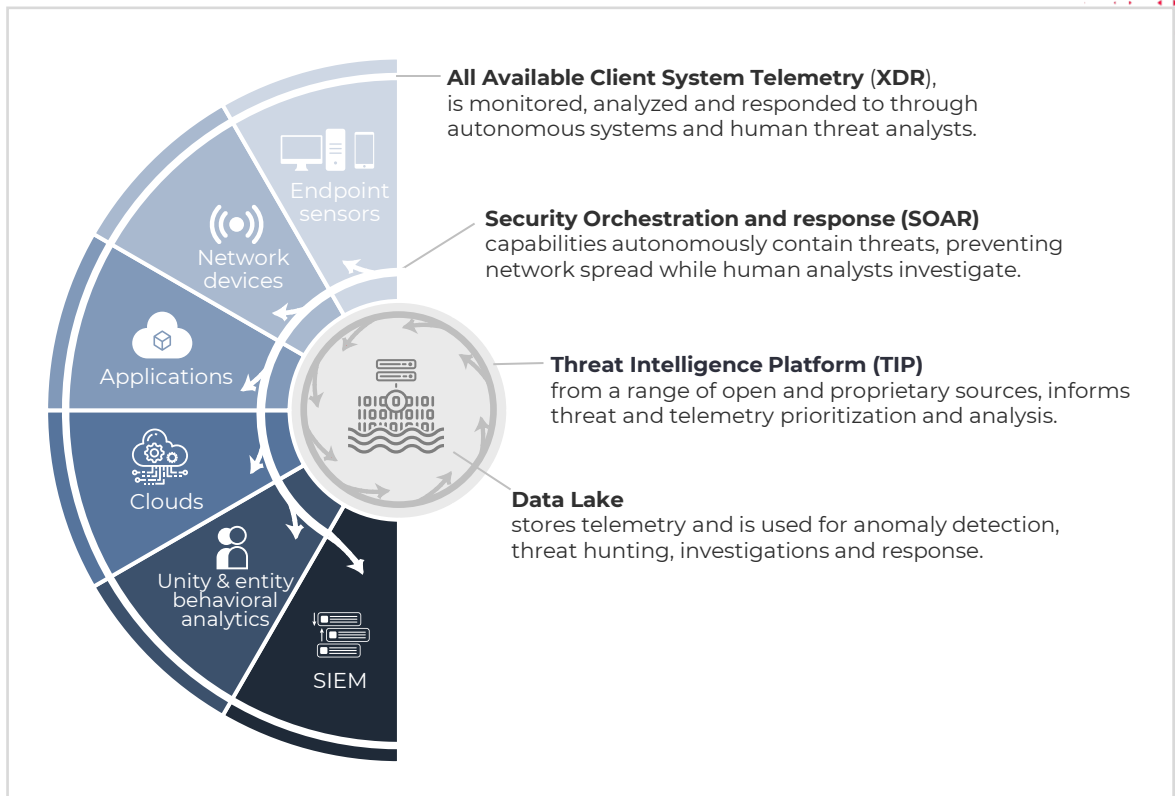 All Available Client System Telemetry (XDR),
is monitored, analyzed and responded to through
autonomous systems and human threat analysts.
Endpoint
sensors
Security Orchestration and response (SOAR)
capabilities autonomously contain threats, preventing
network spread while human analysts investigate.
Network
devices
Applications
Threat Intelligence Platform (TIP)
from a range of open and proprietary sources, informs
threat and telemetry prioritization and analysis.
Clouds
Data Lake
stores telemetry and is used for anomaly detection,
threat hunting, investigations and response.
Unity & entity
behavioral
analytics
SIEM